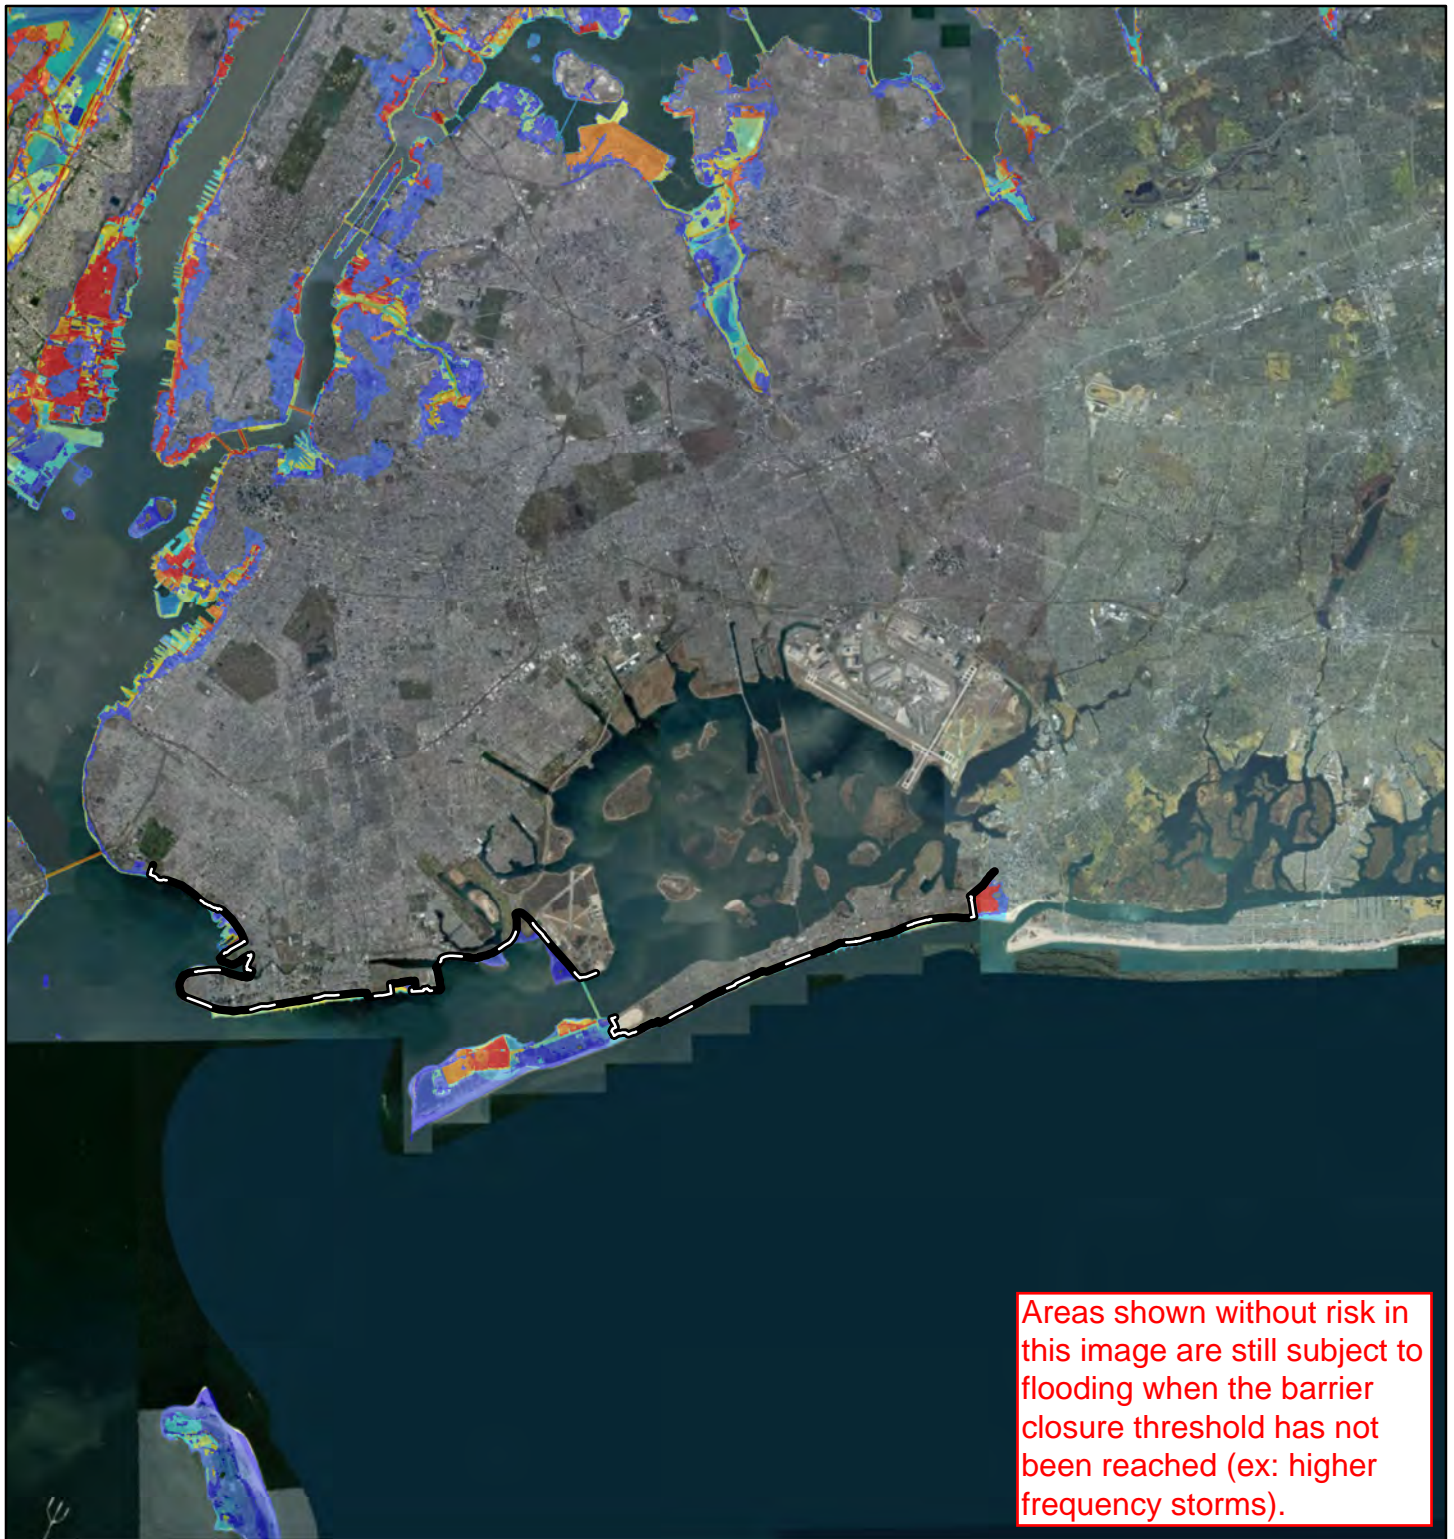 Areas shown without risk in
this image are still subject to
flooding when the barrier
closure threshold has not
been reached (ex: higher
frequency storms).